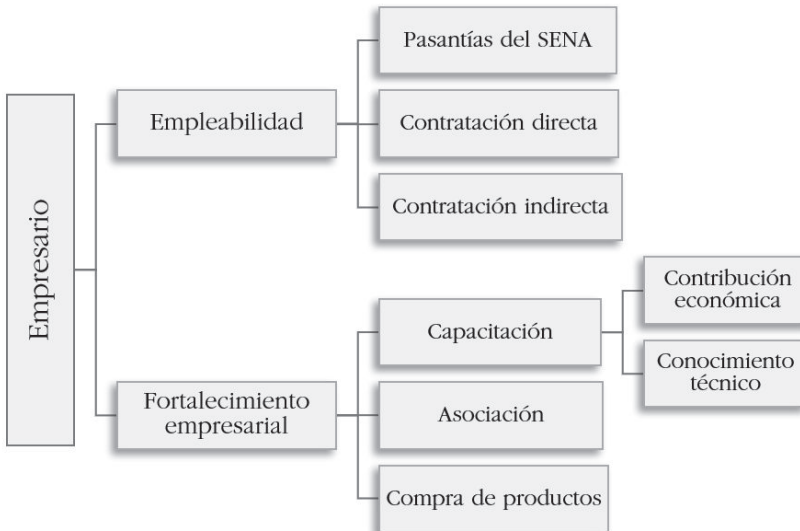 Empresario
Empleabilidad
Pasantías del SENA
Contratación directa
Contratación indirecta
Fortalecimiento
empresarial
Capacitación
Contribución
económica
Conocimiento
técnico
Asociación
Compra de productos